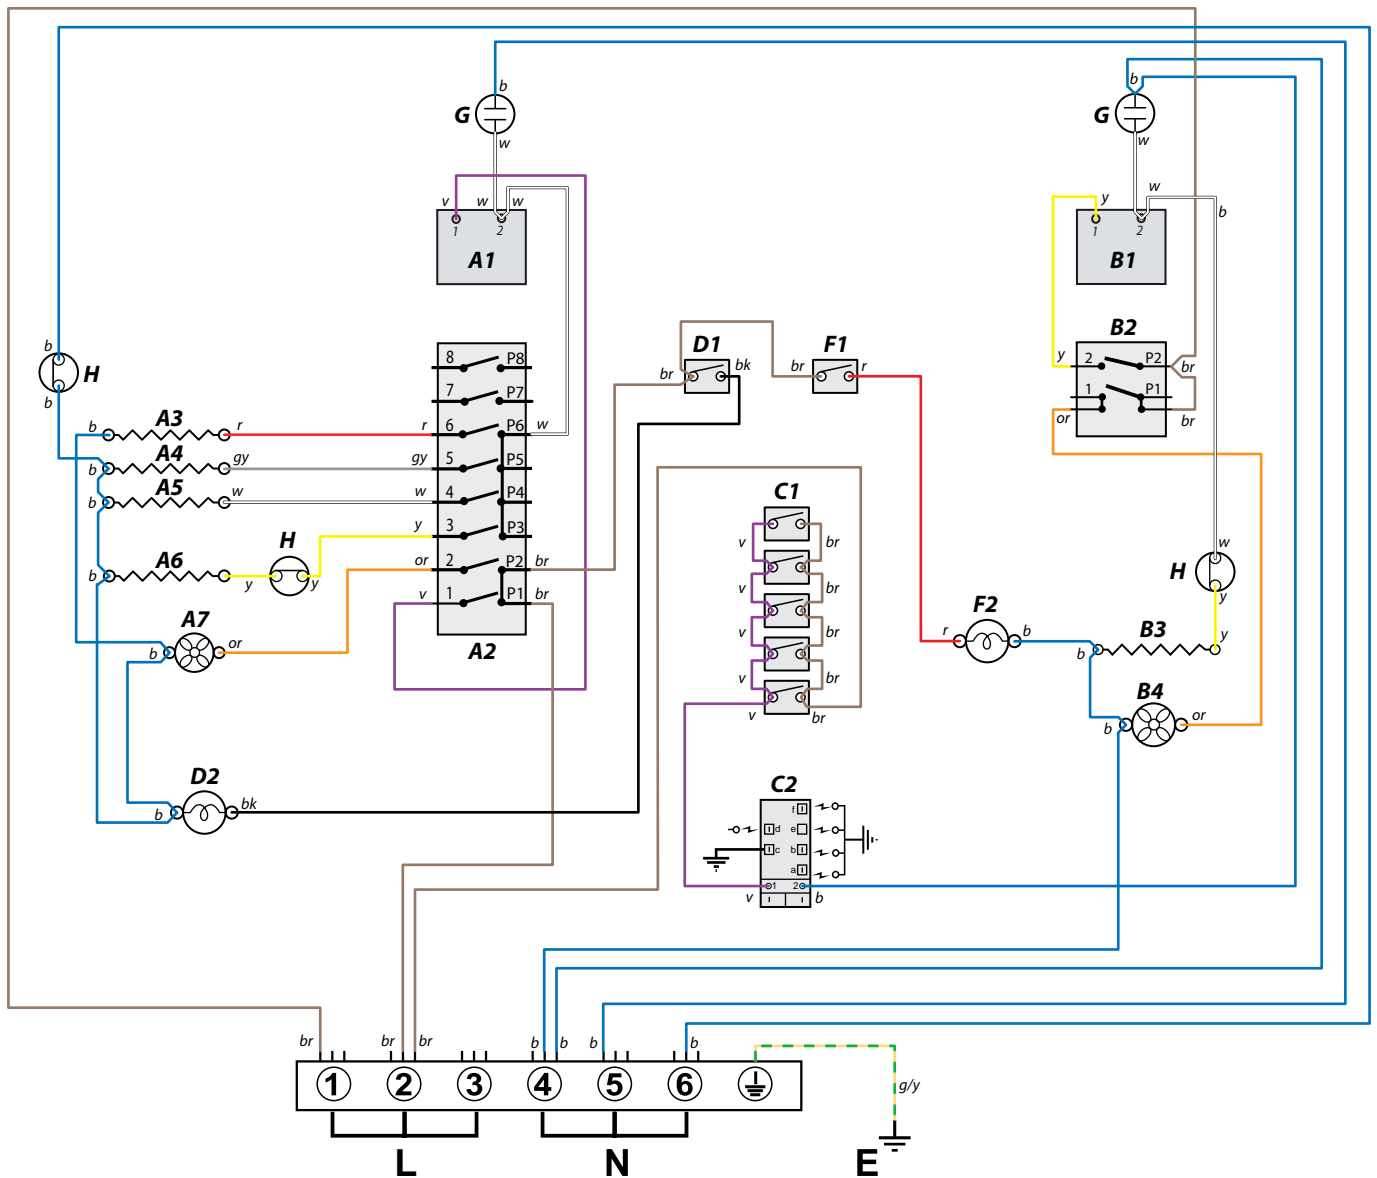 b
G
w
v w w
1 2
A1
b
G
w
w
y
b
1 2
B1
B2
y 2 P2 br
1 P1
or br
b
H
b
8 P8
7 P7
6 P6
5 P5
4 P4
3 P3
2 P2
1 P1
A2
D1
br bk
F1
br r
b A3 r r w
b A4 gy gy
b A5 w w
H y
b A6 y y
or br
v br
A7
b or
D2
b bk
C1
v br
v br
v br
v br
v br
w
H
y
F2
r b
B3
b y
B4
b or
C2
f
d e
c b
a
1 2
v b
br br br b b b b
1 2 3 4 5 6
g/y
L N E